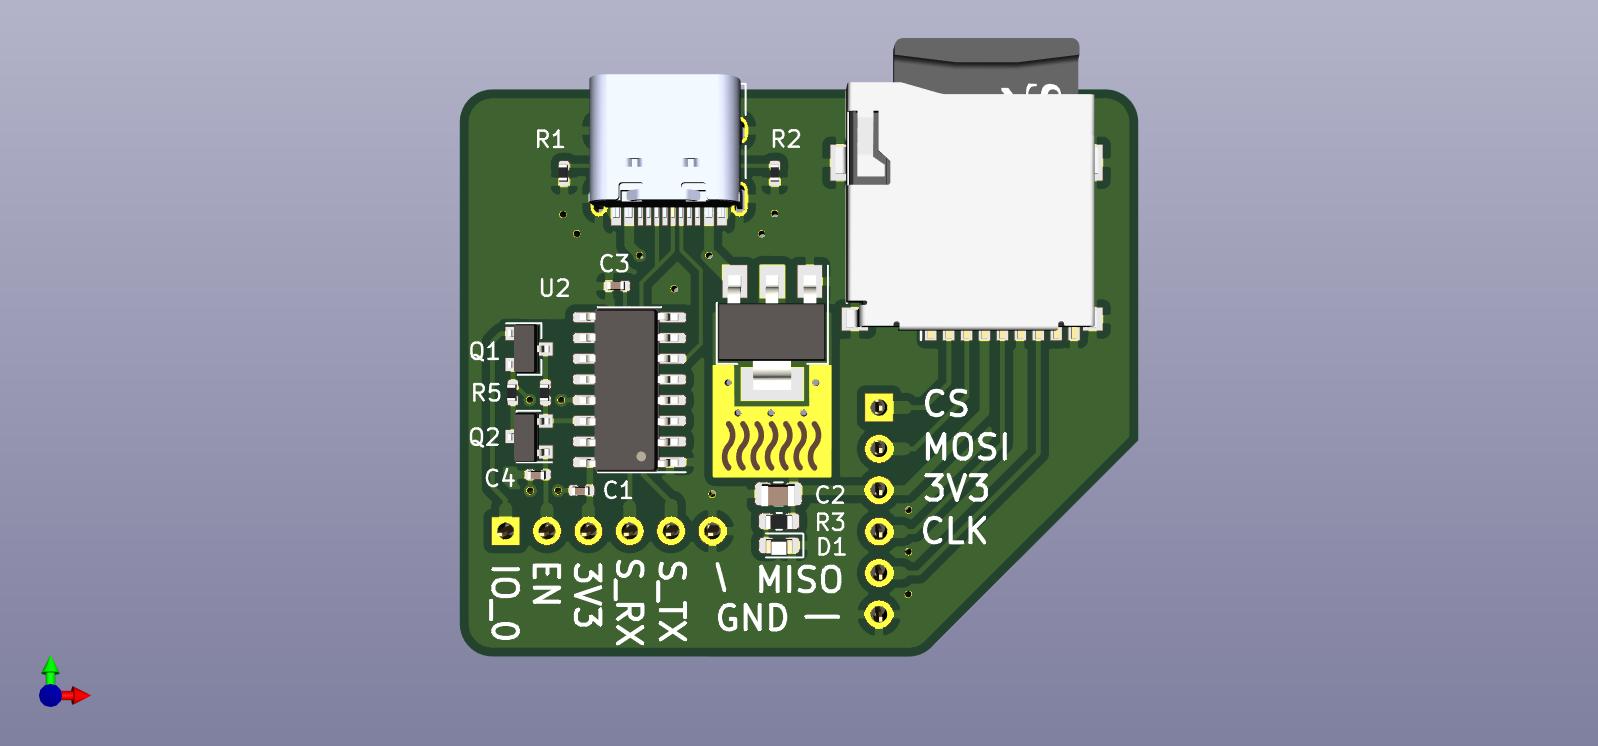 R1
R2
C3
U2
Q1
R5
Q2
C4
C1
C2
R3
D1
CS
MOSI
3V3
CLK
MISO
GND —
IO_0
EN
3V3
S_RX
S_TX
\